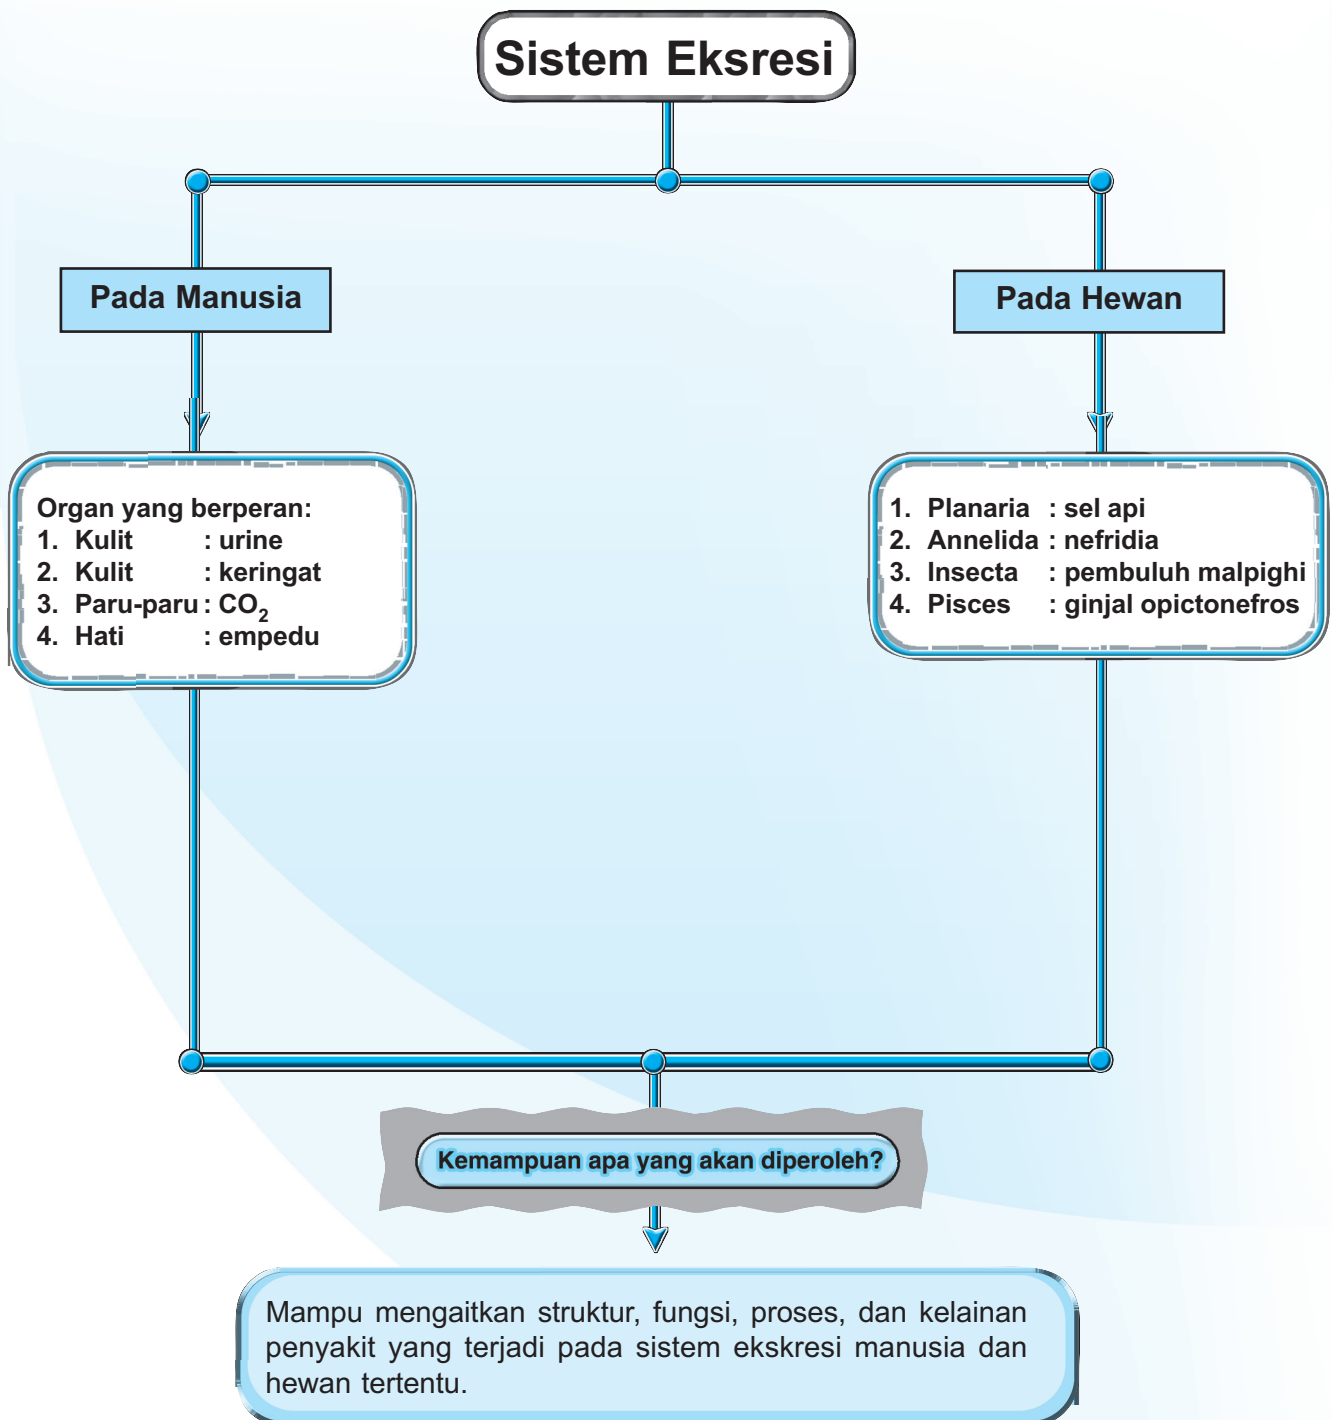 Sistem Eksresi
Pada Manusia
Pada Hewan
Organ yang berperan:
1. Kulit : urine
2. Kulit : keringat
3. Paru-paru : CO₂
4. Hati : empedu
1. Planaria : sel api
2. Annelida : nefridia
3. Insecta : pembuluh malpighi
4. Pisces : ginjal opictonefros
Kemampuan apa yang akan diperoleh?
Mampu mengaitkan struktur, fungsi, proses, dan kelainan
penyakit yang terjadi pada sistem ekskresi manusia dan
hewan tertentu.